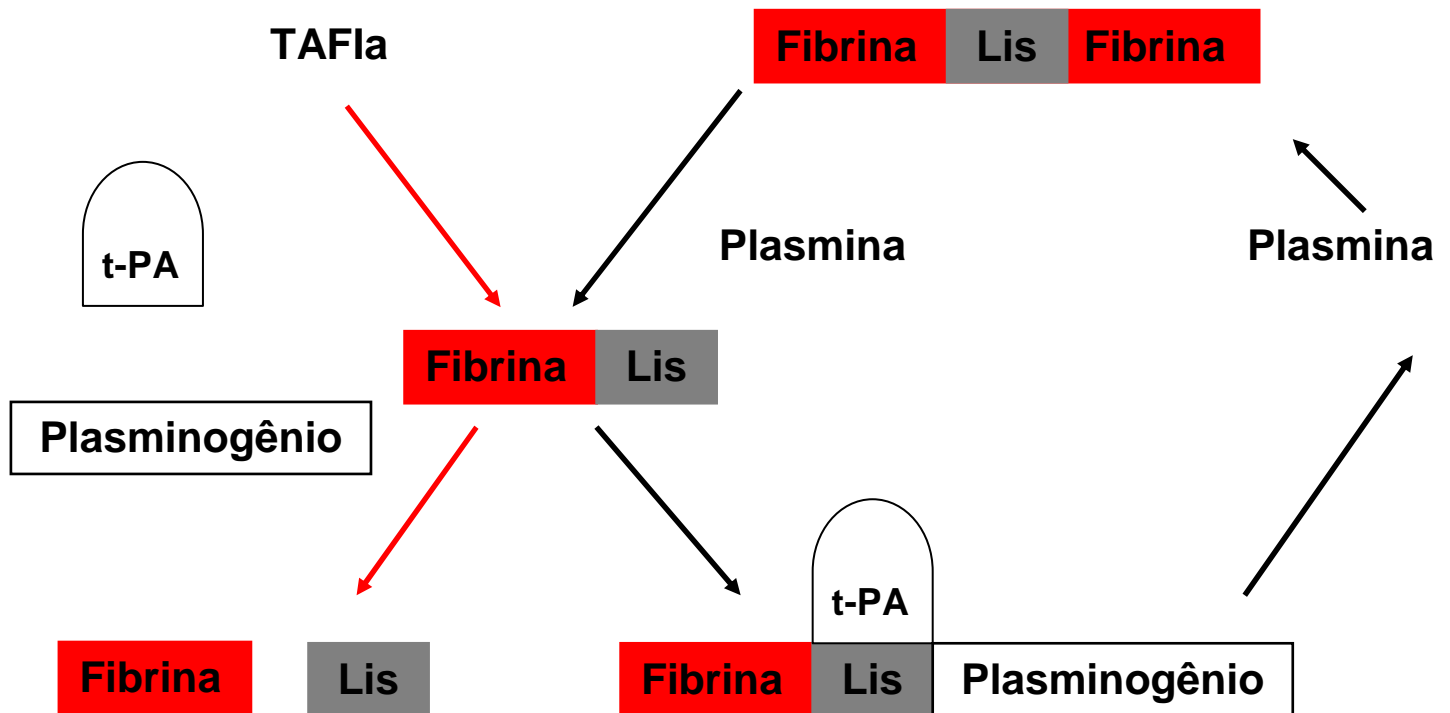 TAFIa
Fibrina Lis Fibrina
t-PA
Plasmina
Plasmina
Fibrina Lis
Plasminogênio
t-PA
Fibrina
Lis
Fibrina Lis Plasminogênio